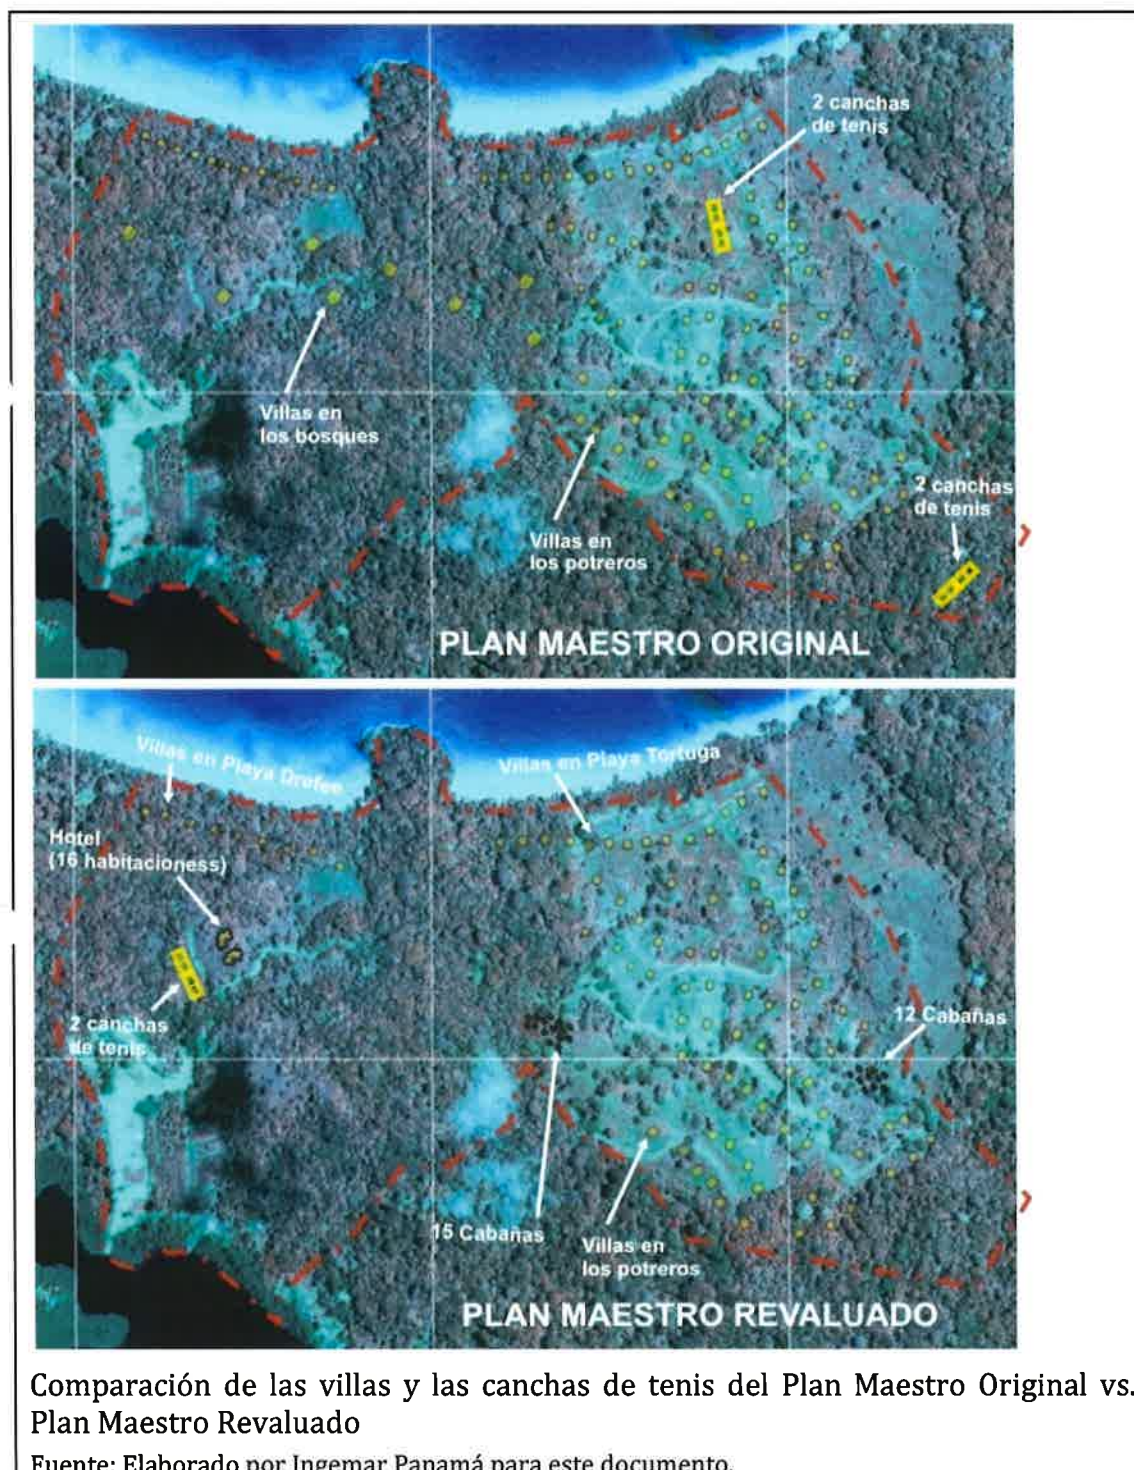 2 canchas
de tenis
Villas en
los bosques
Villas en
los potreros
2 canchas
de tenis
PLAN MAESTRO ORIGINAL
Villas en Playa Drefee
Villas en Playa Tortuga
Hotel
(16 habitacioness)
2 canchas
de tenis
12 Cabañas
15 Cabañas
Villas en
los potreros
PLAN MAESTRO REVALUADO
Comparación de las villas y las canchas de tenis del Plan Maestro Original vs.
Plan Maestro Revaluado
Fuente: Elaborado por Ingemar Panamá para este documento.